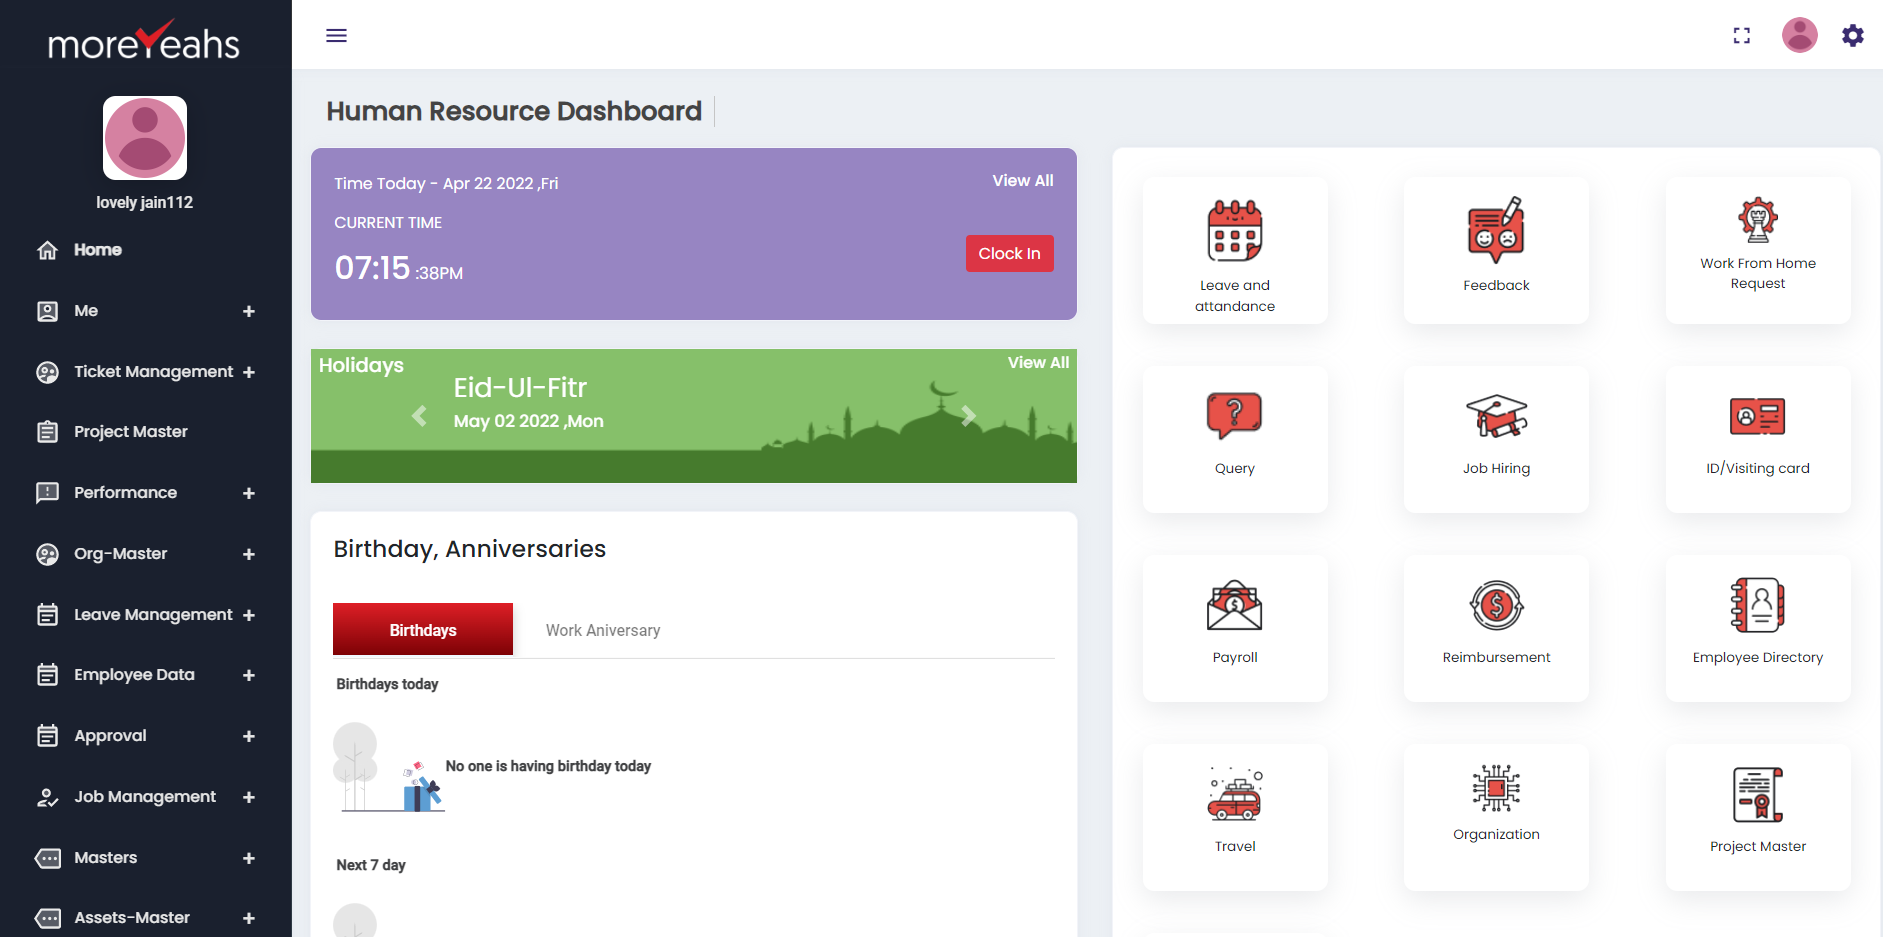 moreYeahs
lovely jain112
Home
Me
Ticket Management
Project Master
Performance
Org-Master
Leave Management
Employee Data
Approval
Job Management
Masters
Assets-Master
Human Resource Dashboard
Time Today - Apr 22 2022 ,Fri
View All
CURRENT TIME
07:15 :38PM
Clock In
Holidays
View All
Eid-Ul-Fitr
May 02 2022 ,Mon
Birthday, Anniversaries
Birthdays
Work Aniversary
Birthdays today
No one is having birthday today
Next 7 day
Leave and
attandance
Feedback
Work From Home
Request
Query
Job Hiring
ID/Visiting card
Payroll
Reimbursement
Employee Directory
Travel
Organization
Project Master